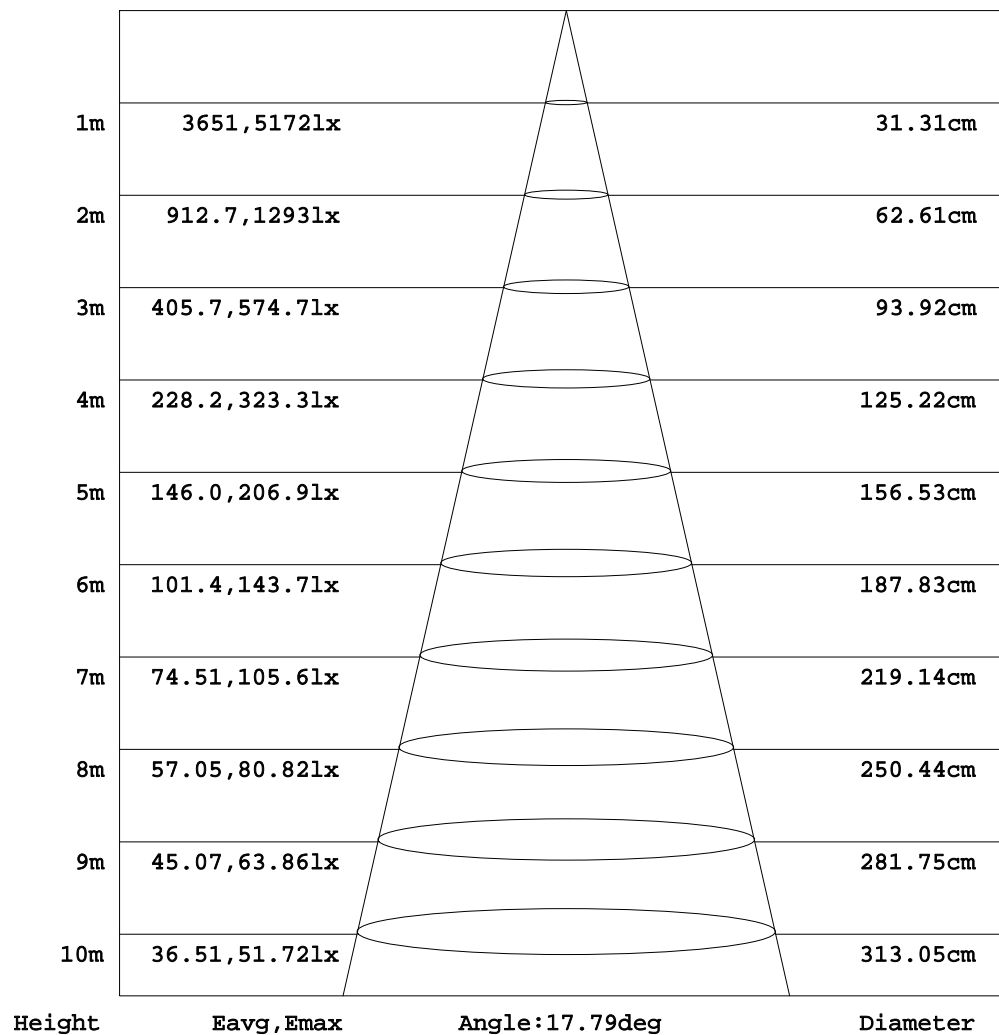 1m 3651,5172lx 31.31cm
2m 912.7,1293lx 62.61cm
3m 405.7,574.7lx 93.92cm
4m 228.2,323.3lx 125.22cm
5m 146.0,206.9lx 156.53cm
6m 101.4,143.7lx 187.83cm
7m 74.51,105.6lx 219.14cm
8m 57.05,80.82lx 250.44cm
9m 45.07,63.86lx 281.75cm
10m 36.51,51.72lx 313.05cm
Height Eavg,Emax Angle:17.79deg Diameter